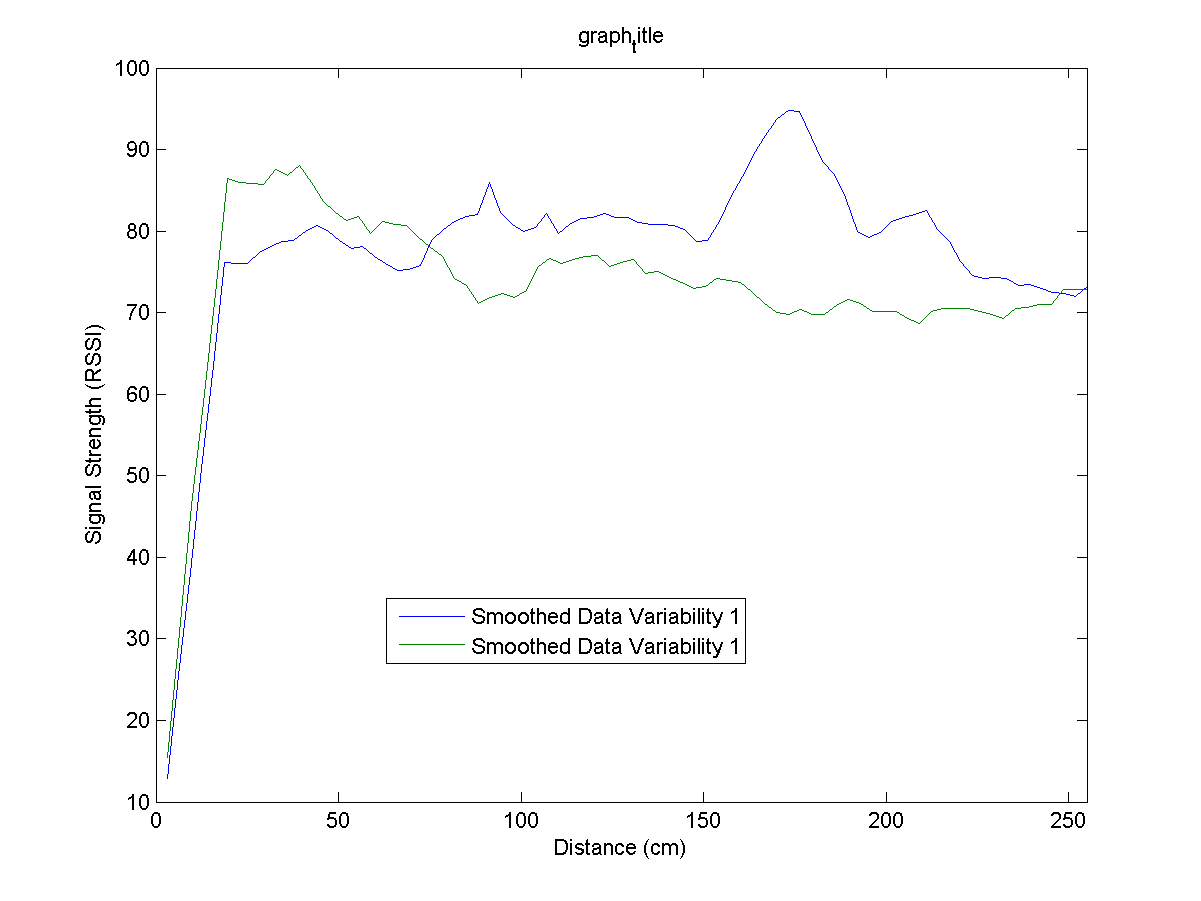 graph_title
100
90
80
70
60
50
40
30
20
10
Signal Strength (RSSI)
Smoothed Data Variability 1
Smoothed Data Variability 1
0 50 100 150 200 250
Distance (cm)